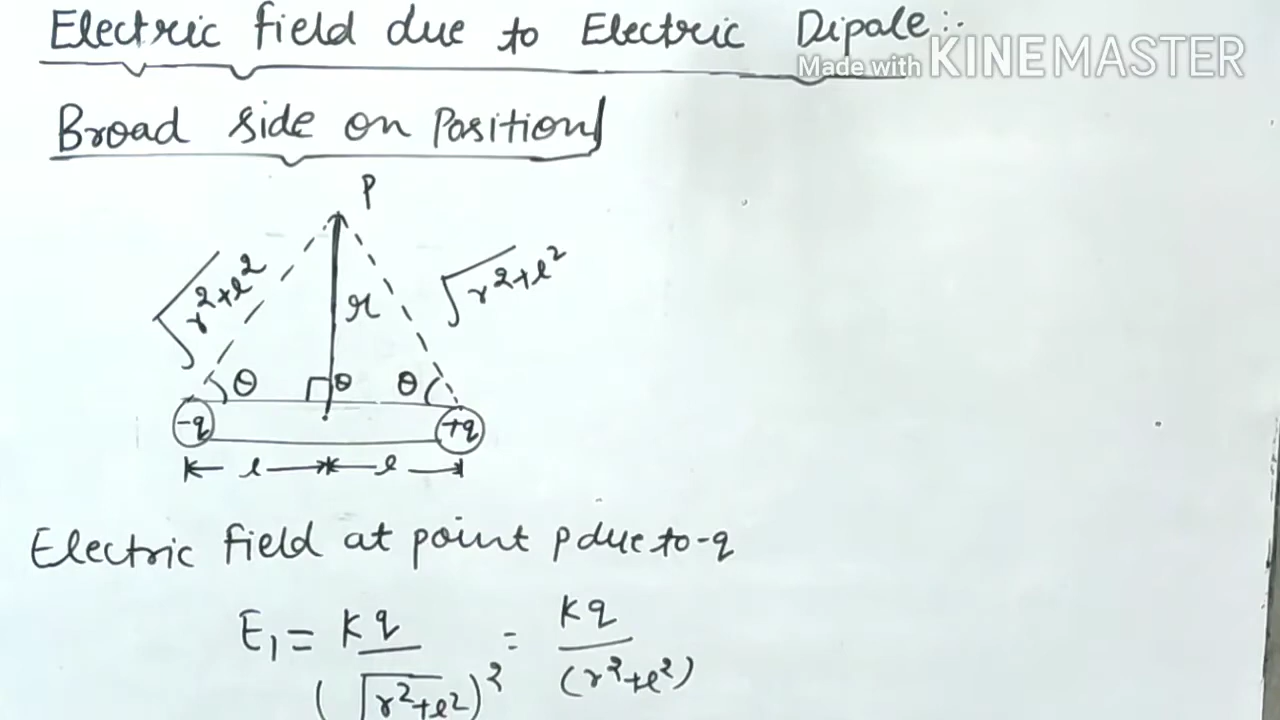 Electric field due to Electric Dipale:-
Made with KINEMASTER
Broad side on Position
P
√r²+l²
r
√r²+l²
θ
θ
θ
-q
+q
l
l
Electric field at point p due to -q
E₁ = Kq/(√r²+l²)² = Kq/(r²+l²)